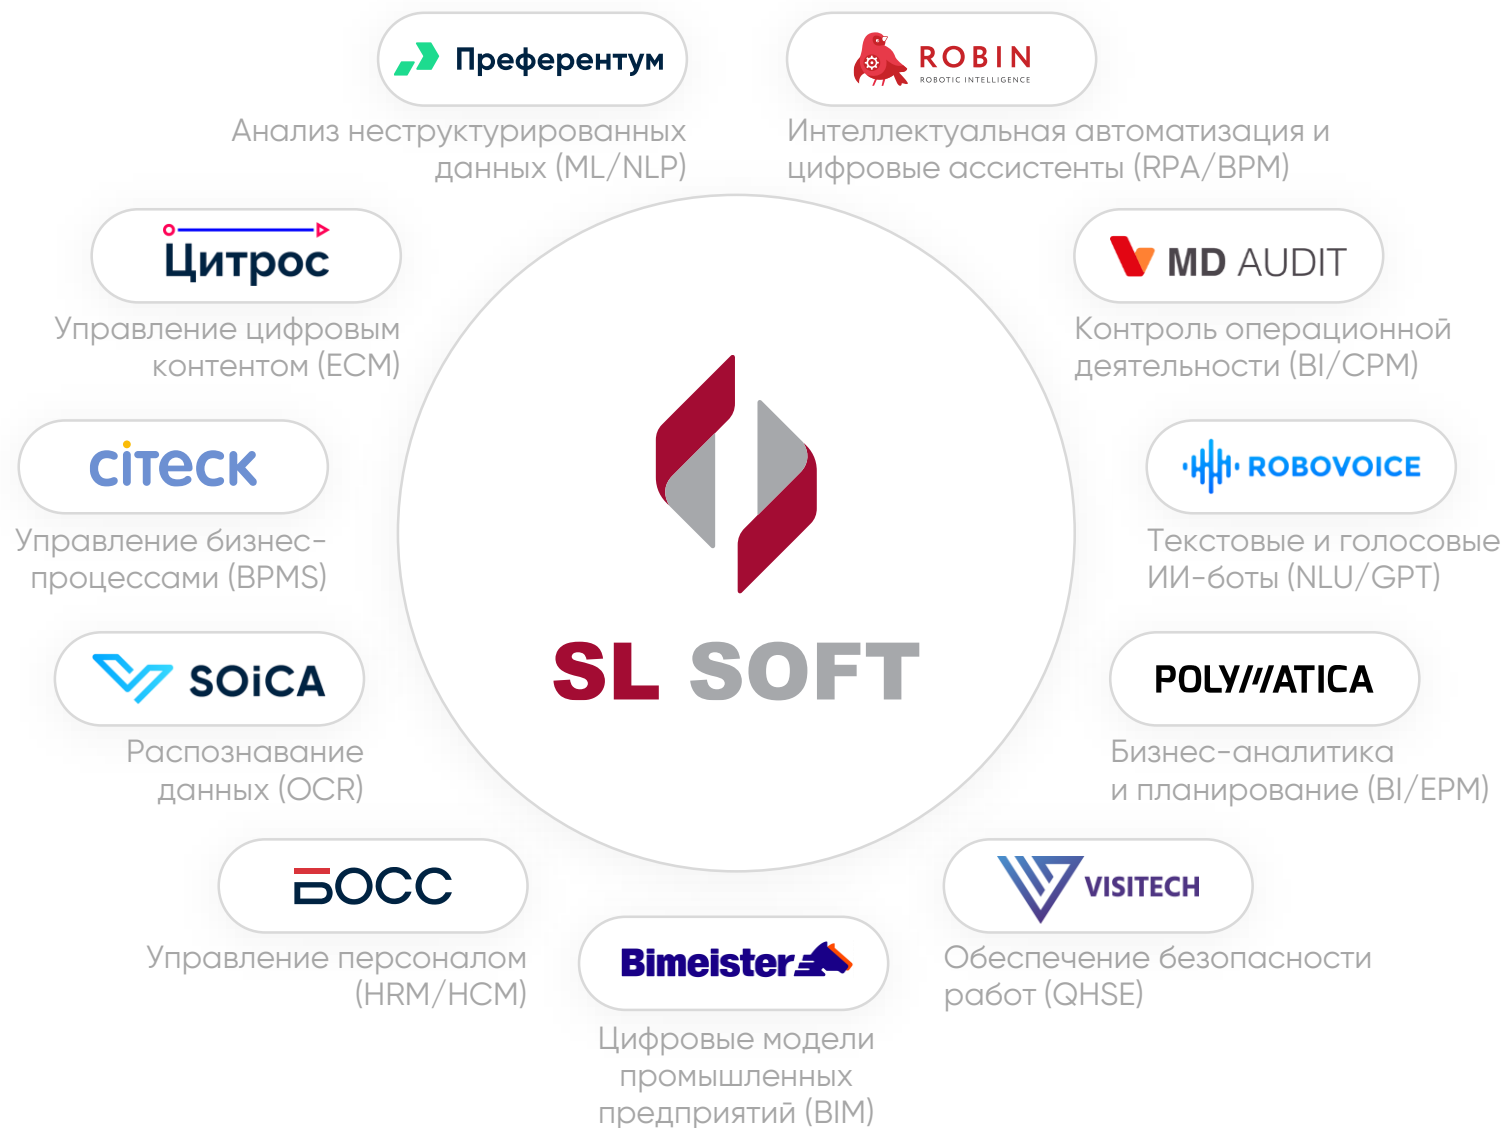 Преферентум
Анализ неструктурированных
данных (ML/NLP)
ROBIN
ROBOTIC INTELLIGENCE
Интеллектуальная автоматизация и
цифровые ассистенты (RPA/BPM)
Цитрос
Управление цифровым
контентом (ECM)
MD AUDIT
Контроль операционной
деятельности (BI/CPM)
citeck
Управление бизнес-
процессами (BPMS)
ROBOVOICE
Текстовые и голосовые
ИИ-боты (NLU/GPT)
SL SOFT
SOiCA
Распознавание
данных (OCR)
POLYMATICA
Бизнес-аналитика
и планирование (BI/EPM)
БОСС
Управление персоналом
(HRM/HCM)
Bimeister
Цифровые модели
промышленных
предприятий (BIM)
VISITECH
Обеспечение безопасности
работ (QHSE)